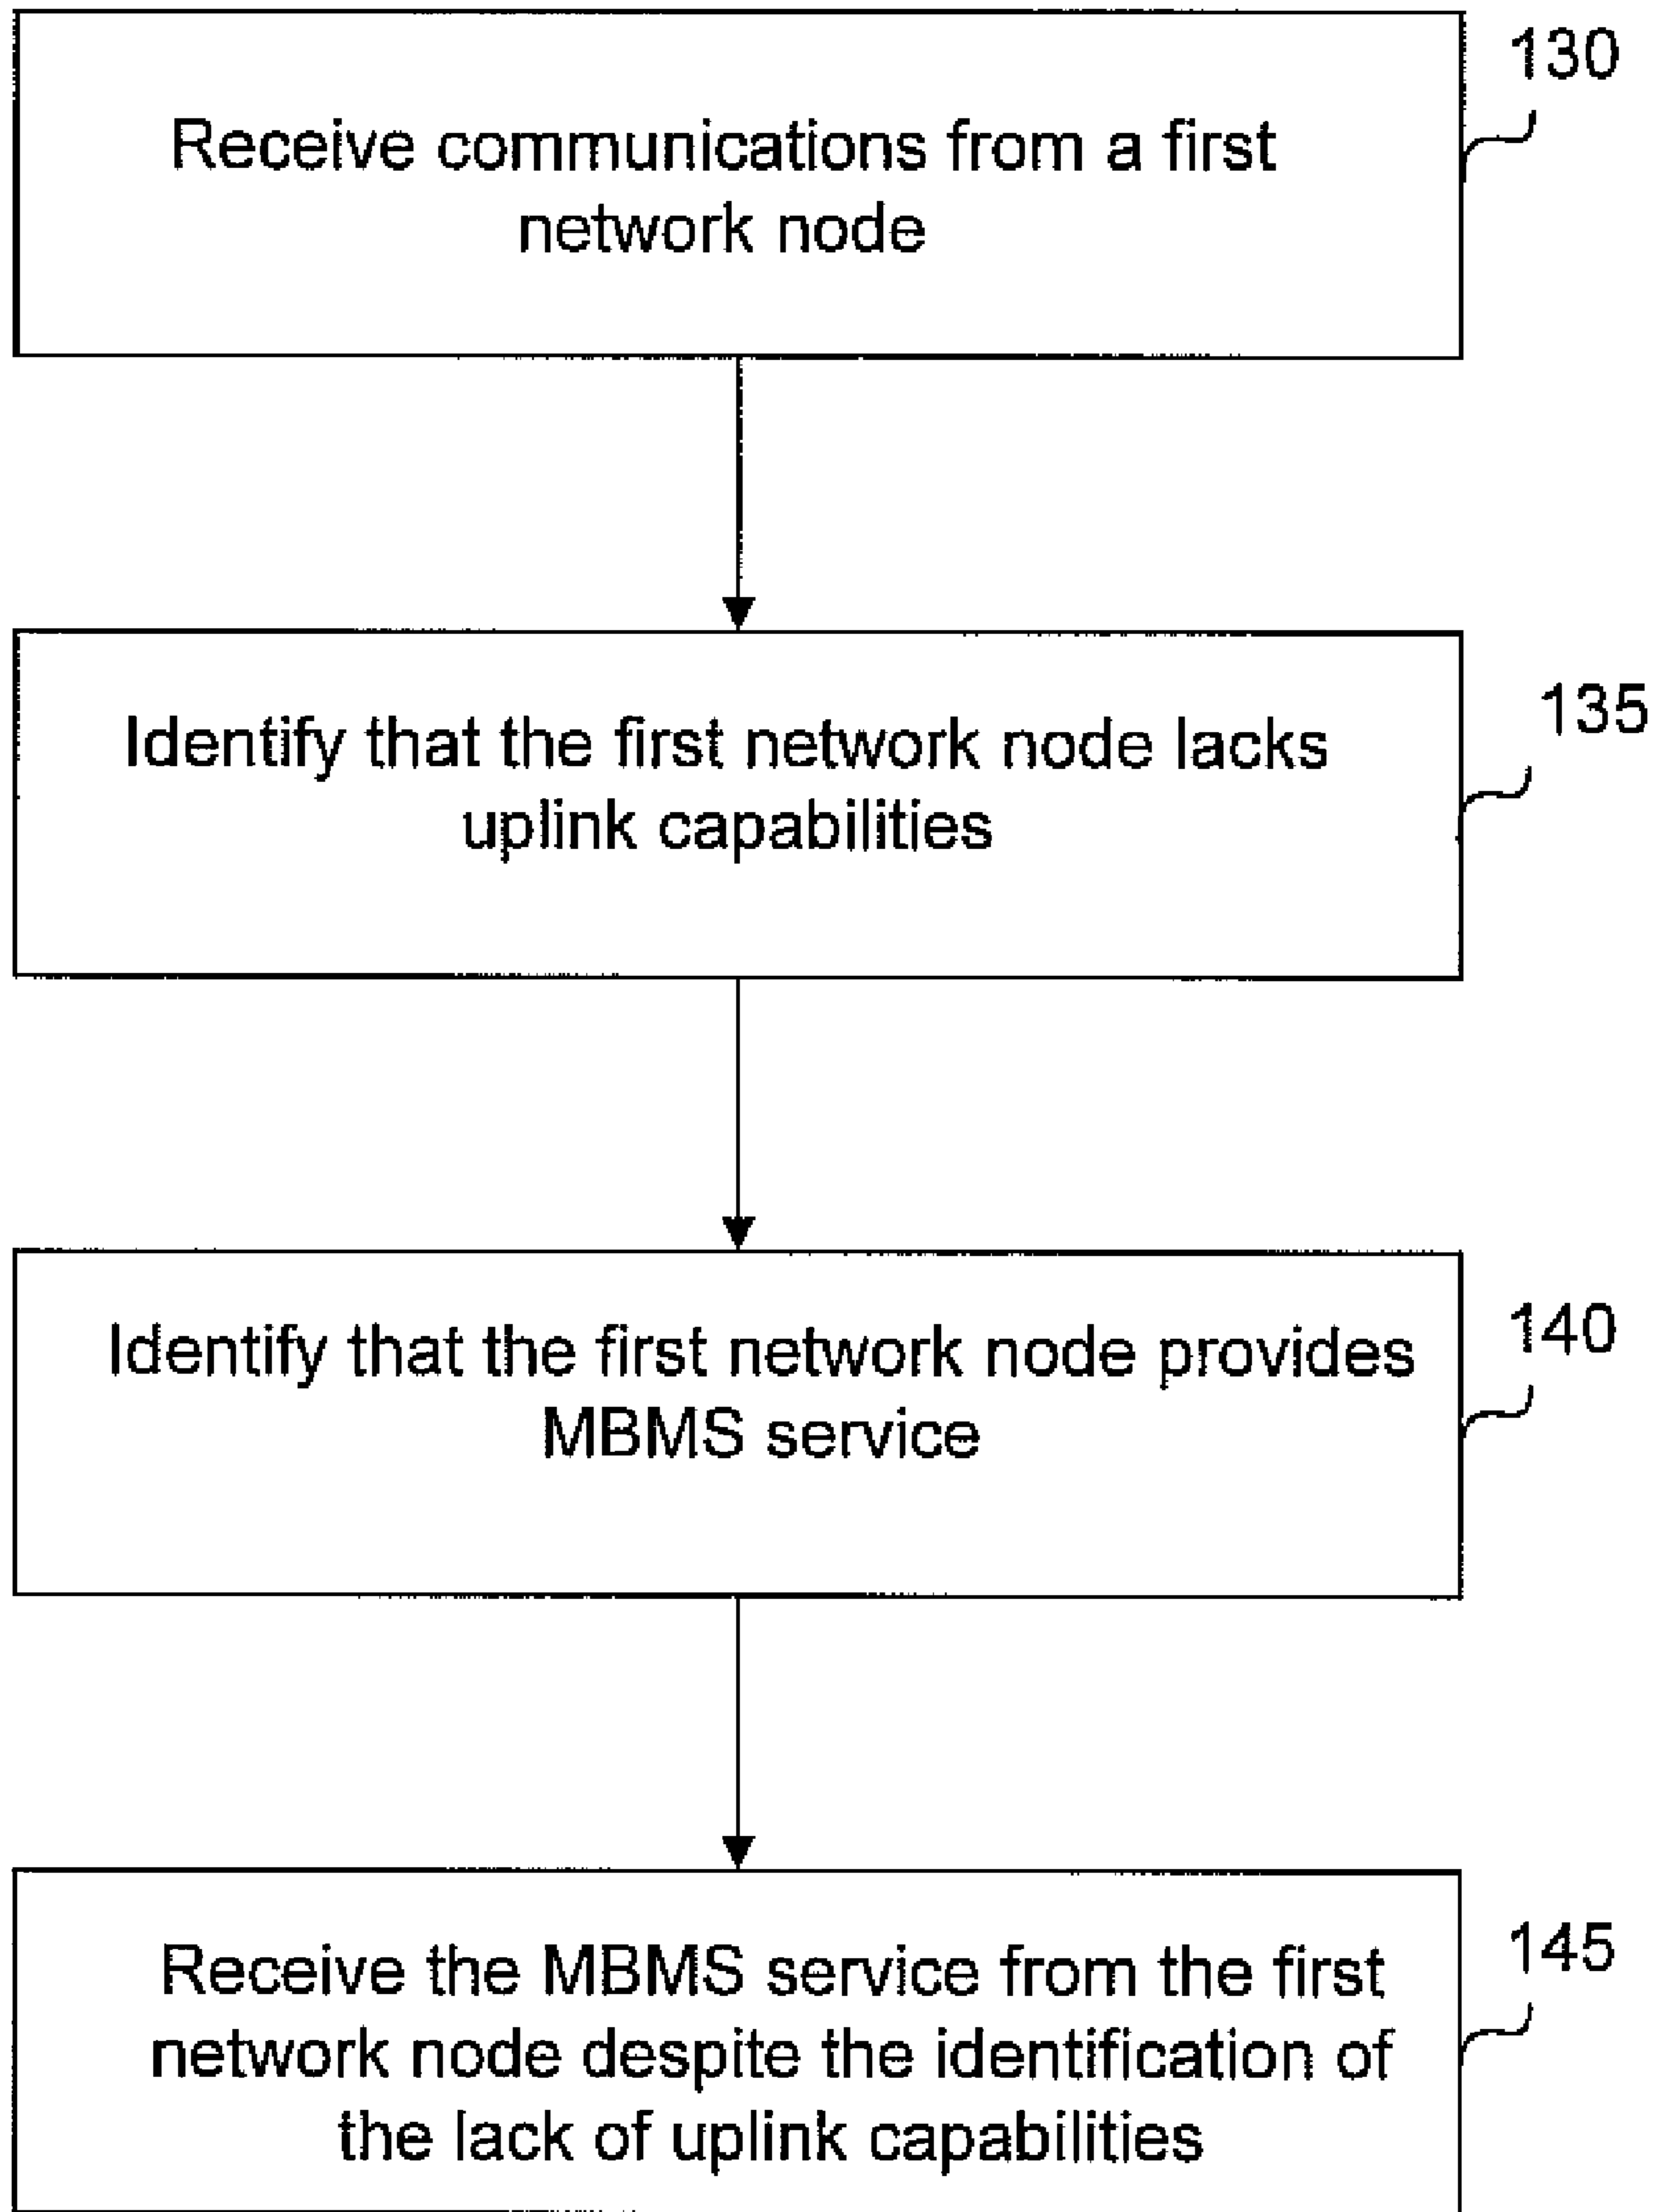 130
Receive communications from a first
network node
135
Identify that the first network node lacks
uplink capabilities
140
Identify that the first network node provides
MBMS service
145
Receive the MBMS service from the first
network node despite the identification of
the lack of uplink capabilities